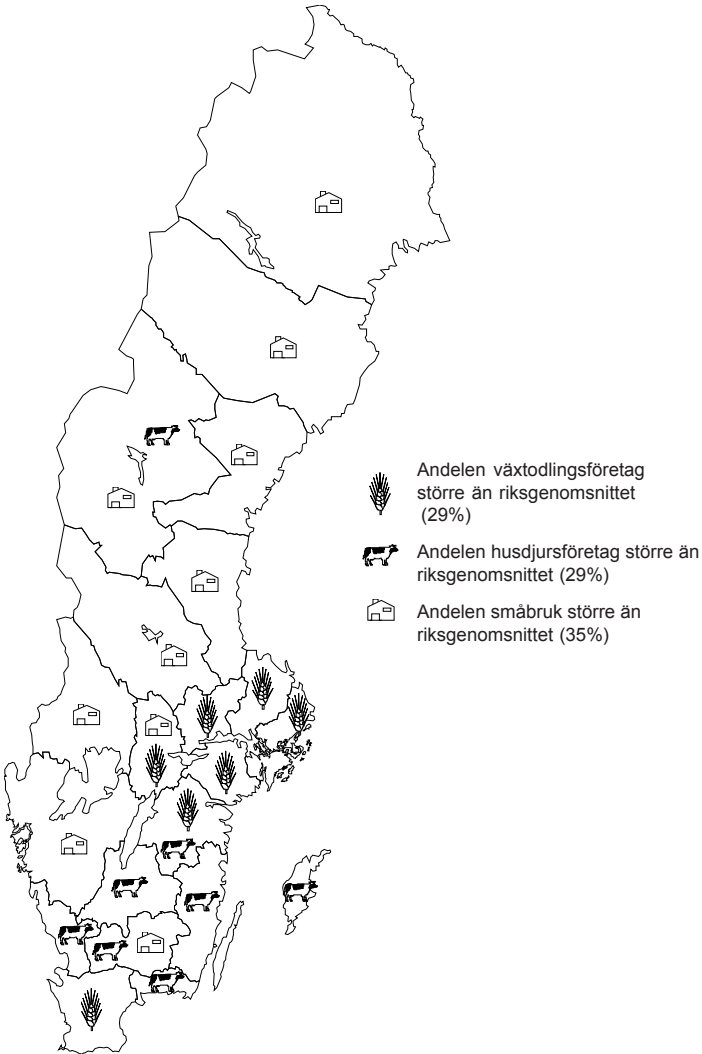 Andelen växtodlingsföretag
större än riksgenomsnittet
(29%)
Andelen husdjursföretag större än
riksgenomsnittet (29%)
Andelen småbruk större än
riksgenomsnittet (35%)